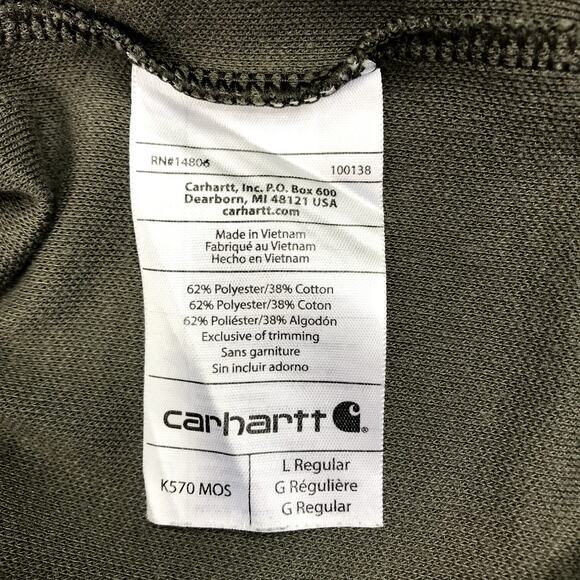 RN#14806
100138
Carhartt, Inc. P.O. Box 600
Dearborn, MI 48121 USA
carhartt.com
Made in Vietnam
Fabriqué au Vietnam
Hecho en Vietnam
62% Polyester/38% Cotton
62% Polyester/38% Coton
62% Poliéster/38% Algodón
Exclusive of trimming
Sans garniture
Sin incluir adorno
carhartt ®
K570 MOS
L Regular
G Régulière
G Regular